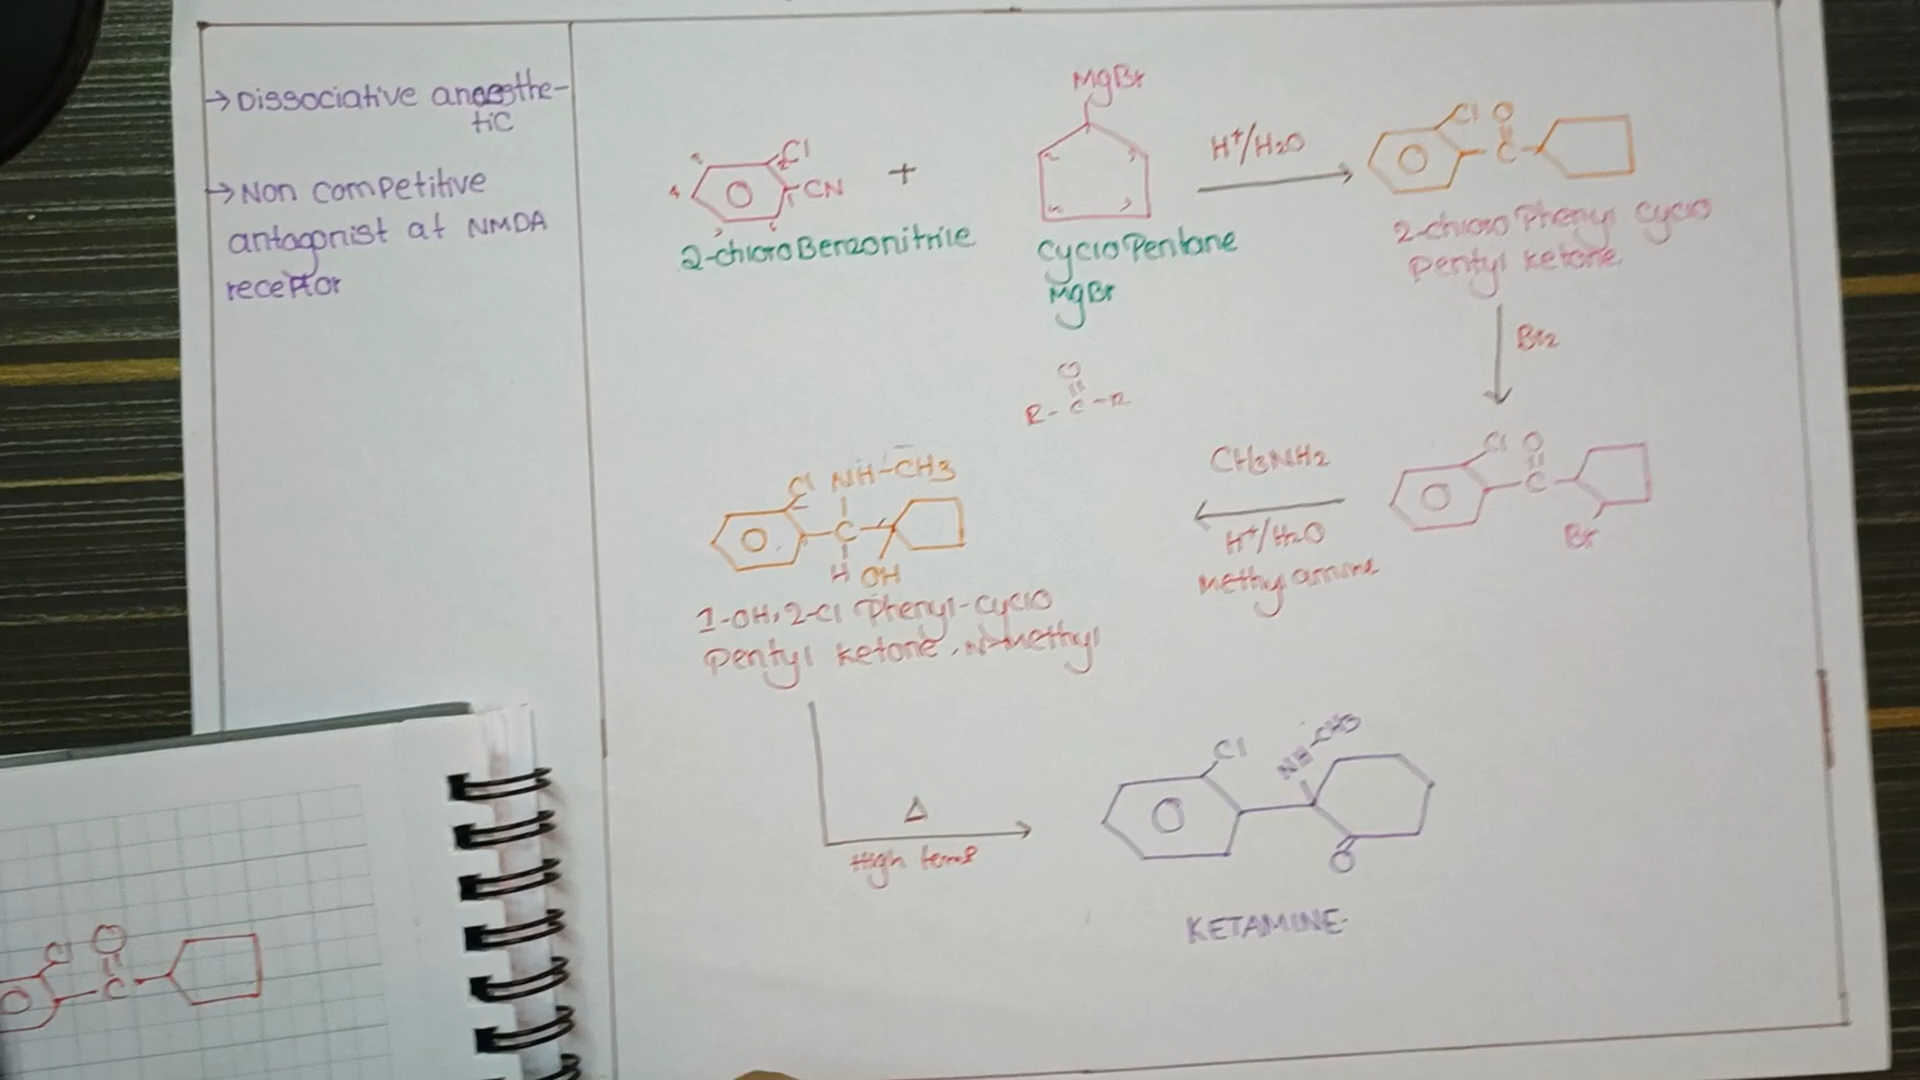 → Dissociative anaesthe-
tic
→ Non competitive
antagonist at NMDA
receptor
Cl
CN
+
2-chloro Benzonitrile
MgBr
cyclo Pentane
MgBr
H+/H2O
Cl O
C
2-chloro Phenyl cyclo
pentyl ketone
Br2
O
R-C-R
Cl O
C
Br
CH3NH2
H+/H2O
Methyl amine
Cl NH-CH3
C
H OH
1-OH, 2-Cl Phenyl-cyclo
Pentyl ketone, N-methyl
Δ
High temp
Cl
NH-CH3
O
KETAMINE
Cl O
C